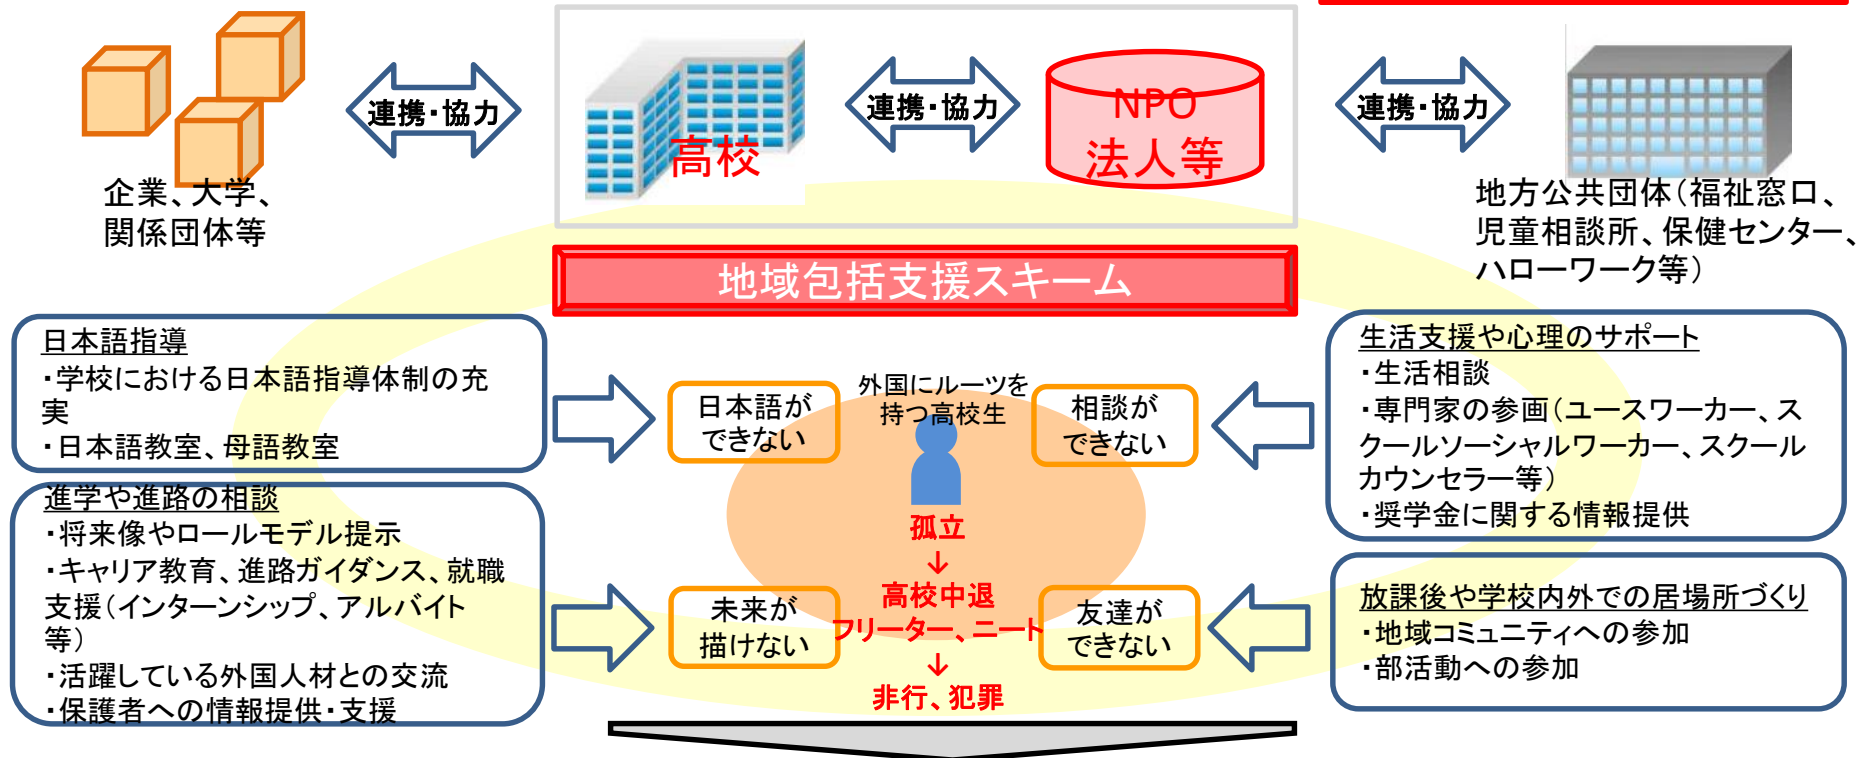 連携・協力
高校
連携・協力
NPO
法人等
連携・協力
企業、大学、
関係団体等
地方公共団体（福祉窓口、
児童相談所、保健センター、
ハローワーク等）
地域包括支援スキーム
日本語指導
・学校における日本語指導体制の充
実
・日本語教室、母語教室
進学や進路の相談
・将来像やロールモデル提示
・キャリア教育、進路ガイダンス、就職
支援（インターンシップ、アルバイト
等）
・活躍している外国人材との交流
・保護者への情報提供・支援
日本語が
できない
未来が
描けない
外国にルーツを
持つ高校生
孤立
↓
高校中退
フリーター、ニート
↓
非行、犯罪
相談が
できない
友達が
できない
生活支援や心理のサポート
・生活相談
・専門家の参画（ユースワーカー、ス
クールソーシャルワーカー、スクール
カウンセラー等）
・奨学金に関する情報提供
放課後や学校内外での居場所づくり
・地域コミュニティへの参加
・部活動への参加